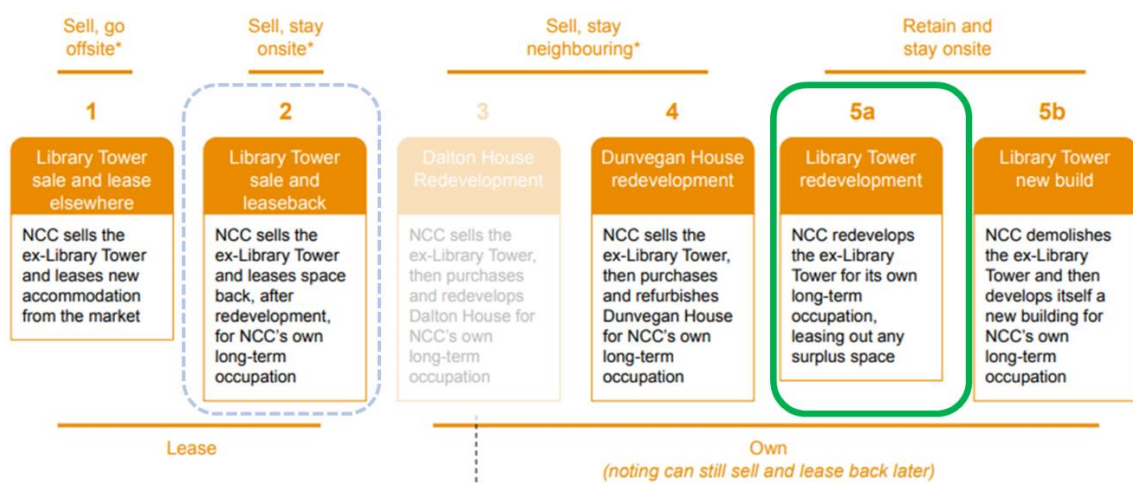 Sell, go
offsite*
Sell, stay
onsite*
Sell, stay
neighbouring*
Retain and
stay onsite
1
Library Tower
sale and lease
elsewhere
NCC sells the
ex-Library Tower
and leases new
accommodation
from the market
2
Library Tower
sale and
leaseback
NCC sells the
ex-Library Tower
and leases space
back, after
redevelopment,
for NCC's own
long-term
occupation
3
Dalton House
Redevelopment
NCC sells the
ex-Library Tower,
then purchases
and redevelops
Dalton House for
NCC's own
long-term
occupation
4
Dunvegan House
redevelopment
NCC sells the
ex-Library Tower,
then purchases
and refurbishes
Dunvegan House
for NCC's own
long-term
occupation
5a
Library Tower
redevelopment
NCC redevelops
the ex-Library
Tower for its own
long-term
occupation,
leasing out any
surplus space
5b
Library Tower
new build
NCC demolishes
the ex-Library
Tower and then
develops itself a
new building for
NCC's own
long-term
occupation
Lease
Own
(noting can still sell and lease back later)